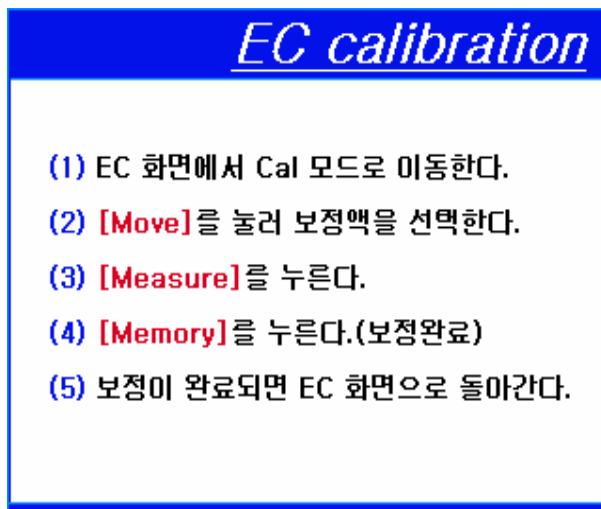 EC calibration
(1) EC 화면에서 Cal 모드로 이동한다.
(2) [Move]를 눌러 보정액을 선택한다.
(3) [Measure]를 누른다.
(4) [Memory]를 누른다.(보정완료)
(5) 보정이 완료되면 EC 화면으로 돌아간다.